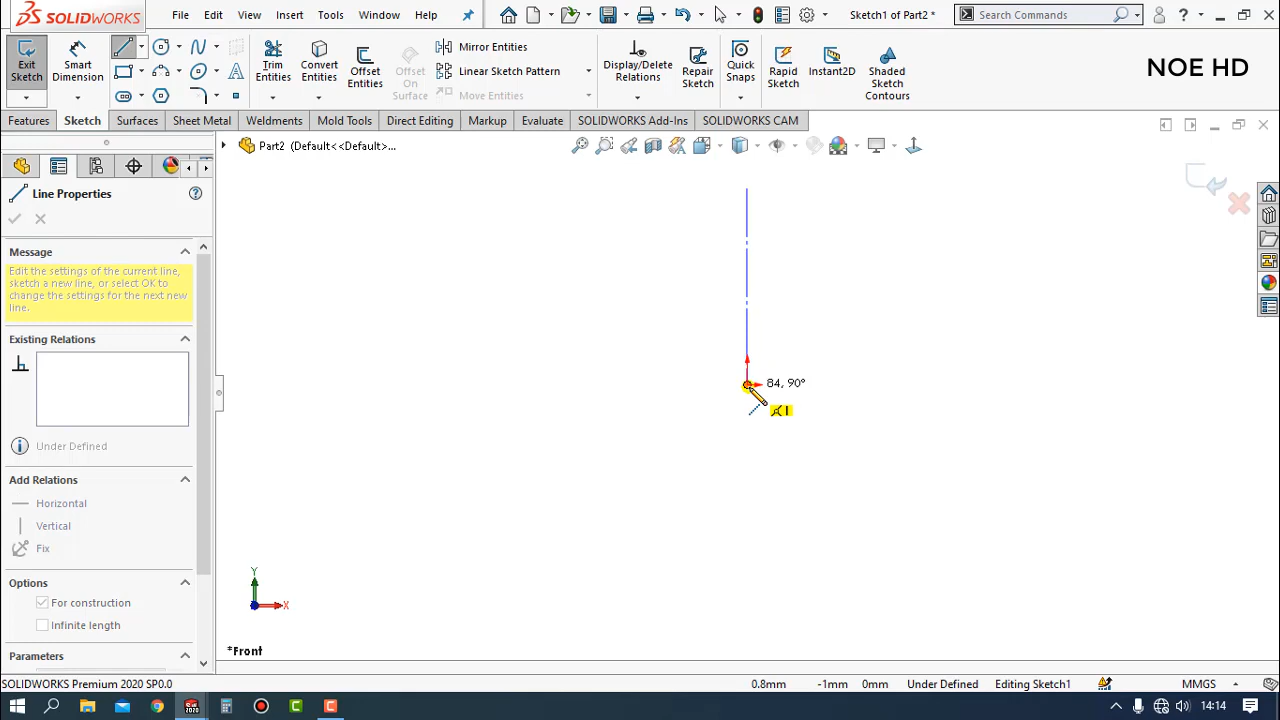 SOLIDWORKS File Edit View Insert Tools Window Help Sketch1 of Part2 * Search Commands ?
Exit Sketch
Smart Dimension
Trim Entities
Convert Entities
Offset Entities
Offset On Surface
Mirror Entities
Linear Sketch Pattern
Move Entities
Display/Delete Relations
Repair Sketch
Quick Snaps
Rapid Sketch
Instant2D
Shaded Sketch Contours
NOE HD
Features Sketch Surfaces Sheet Metal Weldments Mold Tools Direct Editing Markup Evaluate SOLIDWORKS Add-Ins SOLIDWORKS CAM
Part2 (Default<<Default>...
Line Properties
Message
Edit the settings of the current line,
sketch a new line, or select OK to
change the settings for the next new
line.
Existing Relations
84, 90°
Under Defined
Add Relations
Horizontal
Vertical
Fix
Options
For construction
Infinite length
Parameters
Y
X
*Front
SOLIDWORKS Premium 2020 SP0.0 0.8mm -1mm 0mm Under Defined Editing Sketch1 MMGS
14:14